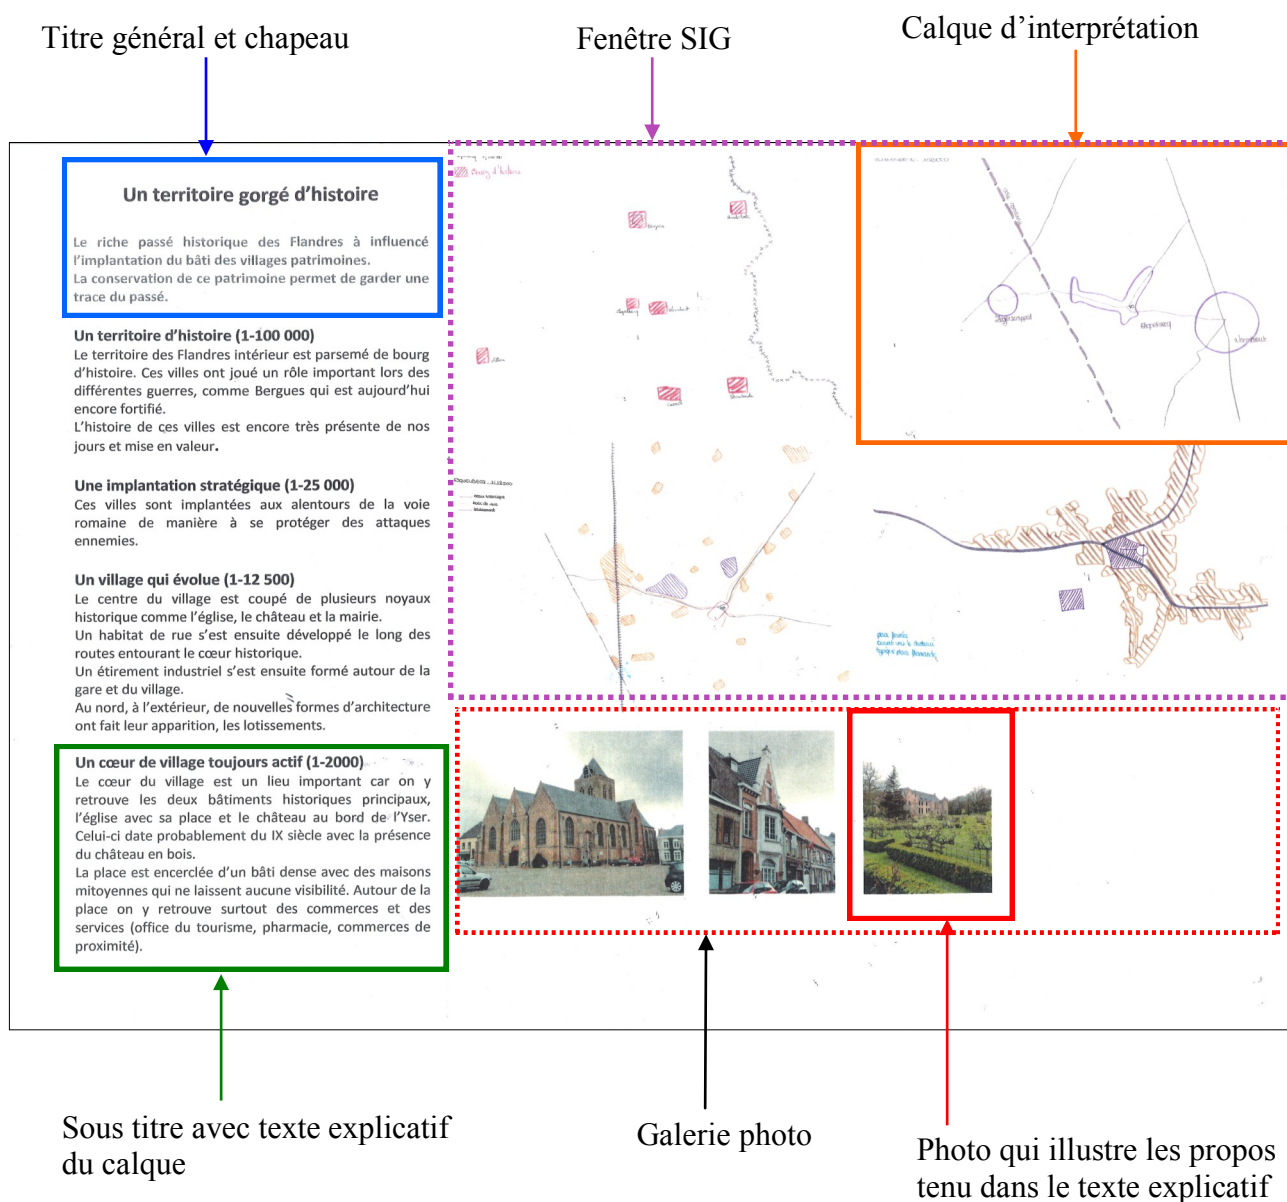 Titre général et chapeau
Fenêtre SIG
Calque d’interprétation
Un territoire gorgé d’histoire
Le riche passé historique des Flandres à influencé
l’implantation du bâti des villages patrimoines.
La conservation de ce patrimoine permet de garder une
trace du passé.
Un territoire d’histoire (1-100 000)
Le territoire des Flandres intérieur est parsemé de bourg
d’histoire. Ces villes ont joué un rôle important lors des
différentes guerres, comme Bergues qui est aujourd’hui
encore fortifié.
L’histoire de ces villes est encore très présente de nos
jours et mise en valeur.
Une implantation stratégique (1-25 000)
Ces villes sont implantées aux alentours de la voie
romaine de manière à se protéger des attaques
ennemies.
Un village qui évolue (1-12 500)
Le centre du village est coupé de plusieurs noyaux
historique comme l’église, le château et la mairie.
Un habitat de rue s’est ensuite développé le long des
routes entourant le cœur historique.
Un étirement industriel s’est ensuite formé autour de la
gare et du village.
Au nord, à l’extérieur, de nouvelles formes d’architecture
ont fait leur apparition, les lotissements.
Un cœur de village toujours actif (1-2000)
Le cœur du village est un lieu important car on y
retrouve les deux bâtiments historiques principaux,
l’église avec sa place et le château au bord de l’Yser.
Celui-ci date probablement du IX siècle avec la présence
du château en bois.
La place est encerclée d’un bâti dense avec des maisons
mitoyennes qui ne laissent aucune visibilité. Autour de la
place on y retrouve surtout des commerces et des
services (office du tourisme, pharmacie, commerces de
proximité).
Bourg d'histoire
Sous titre avec texte explicatif
du calque
Galerie photo
Photo qui illustre les propos
tenu dans le texte explicatif